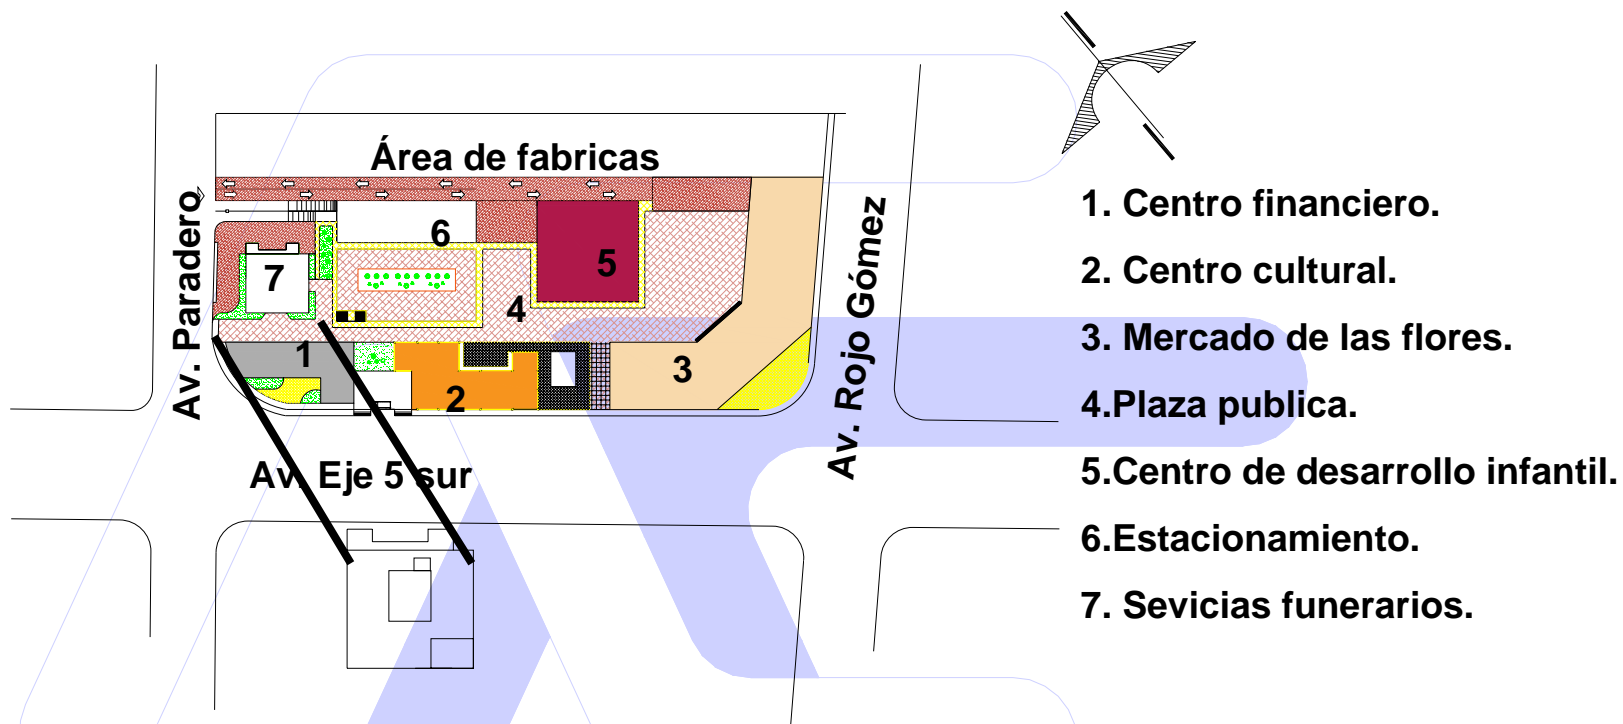 Área de fabricas
Av. Paradero
Av. Rojo Gómez
6
5
7
4
1
3
2
Av. Eje 5 sur
1. Centro financiero.
2. Centro cultural.
3. Mercado de las flores.
4.Plaza publica.
5.Centro de desarrollo infantil.
6.Estacionamiento.
7. Sevicias funerarios.